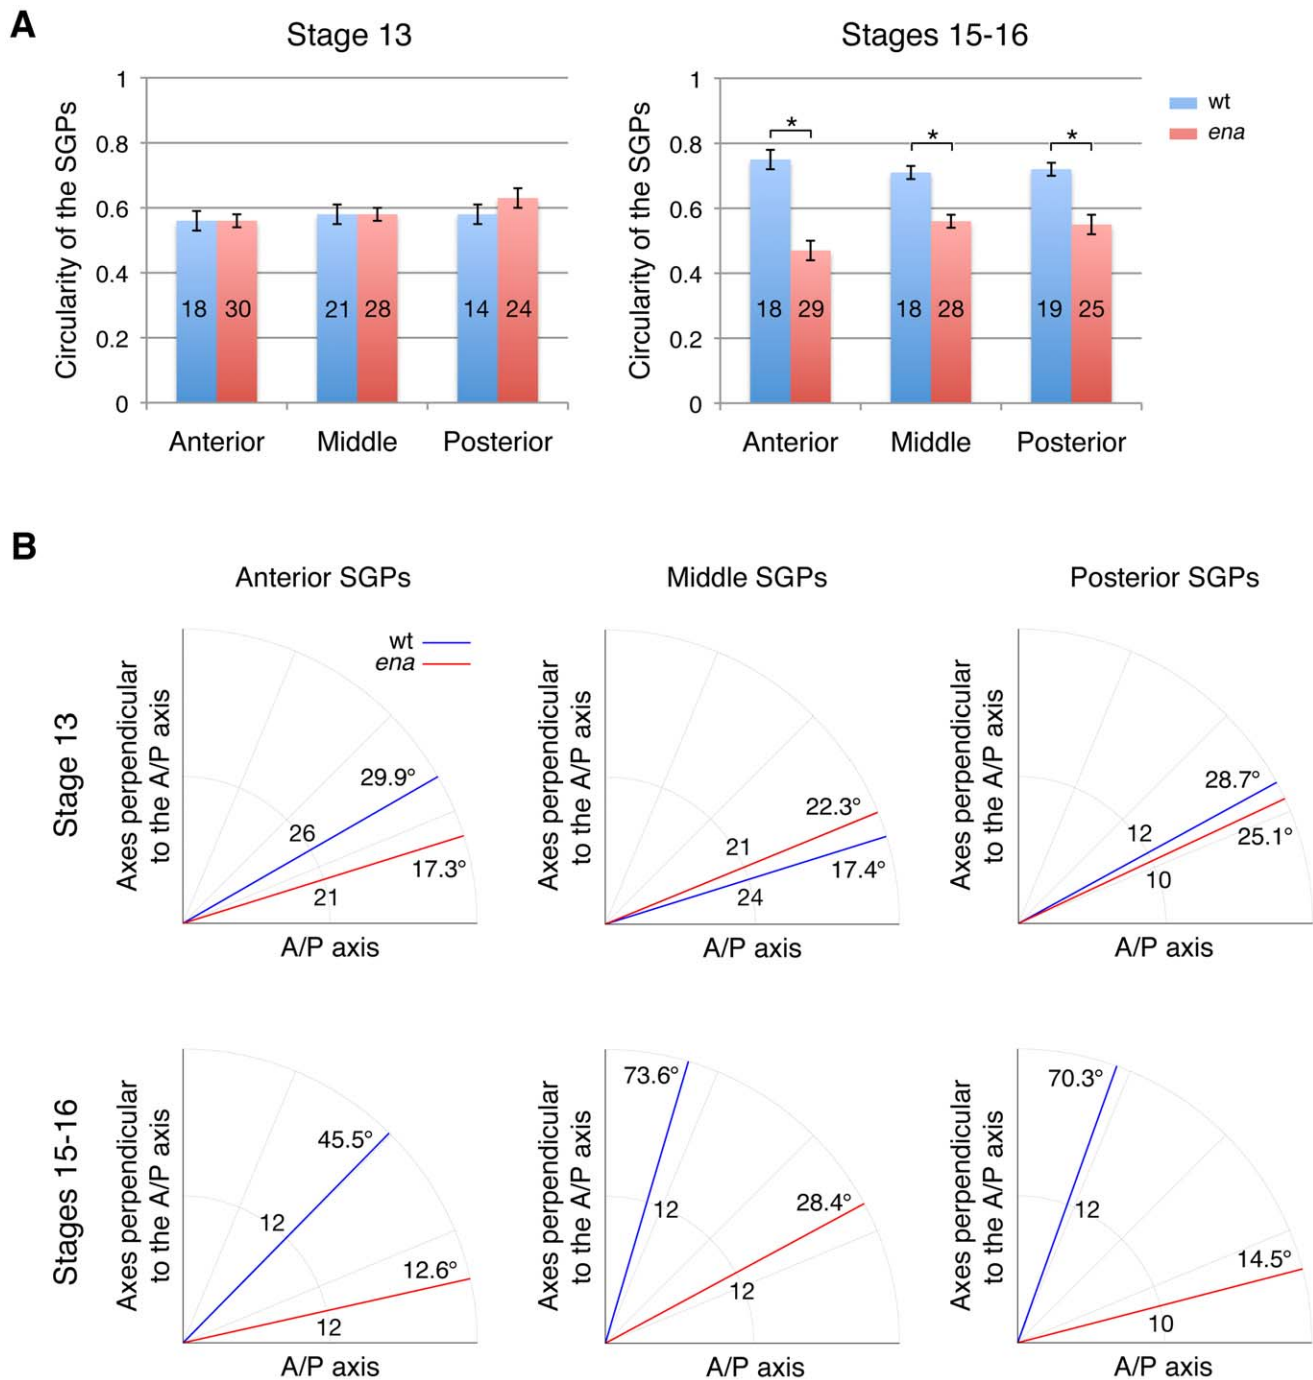 A
Stage 13
Stages 15-16
Circularity of the SGPs
1
0.8
0.6
0.4
0.2
0
18 30 21 28 14 24
Anterior Middle Posterior
Circularity of the SGPs
1
0.8
0.6
0.4
0.2
0
* * *
18 29 18 28 19 25
Anterior Middle Posterior
wt
ena
B
Anterior SGPs
Middle SGPs
Posterior SGPs
Stage 13
Axes perpendicular
to the A/P axis
wt
ena
29.9°
26
17.3°
21
A/P axis
Axes perpendicular
to the A/P axis
22.3°
21
17.4°
24
A/P axis
Axes perpendicular
to the A/P axis
28.7°
12
25.1°
10
A/P axis
Stages 15-16
Axes perpendicular
to the A/P axis
45.5°
12
12.6°
12
A/P axis
Axes perpendicular
to the A/P axis
73.6°
12
28.4°
12
A/P axis
Axes perpendicular
to the A/P axis
70.3°
12
14.5°
10
A/P axis